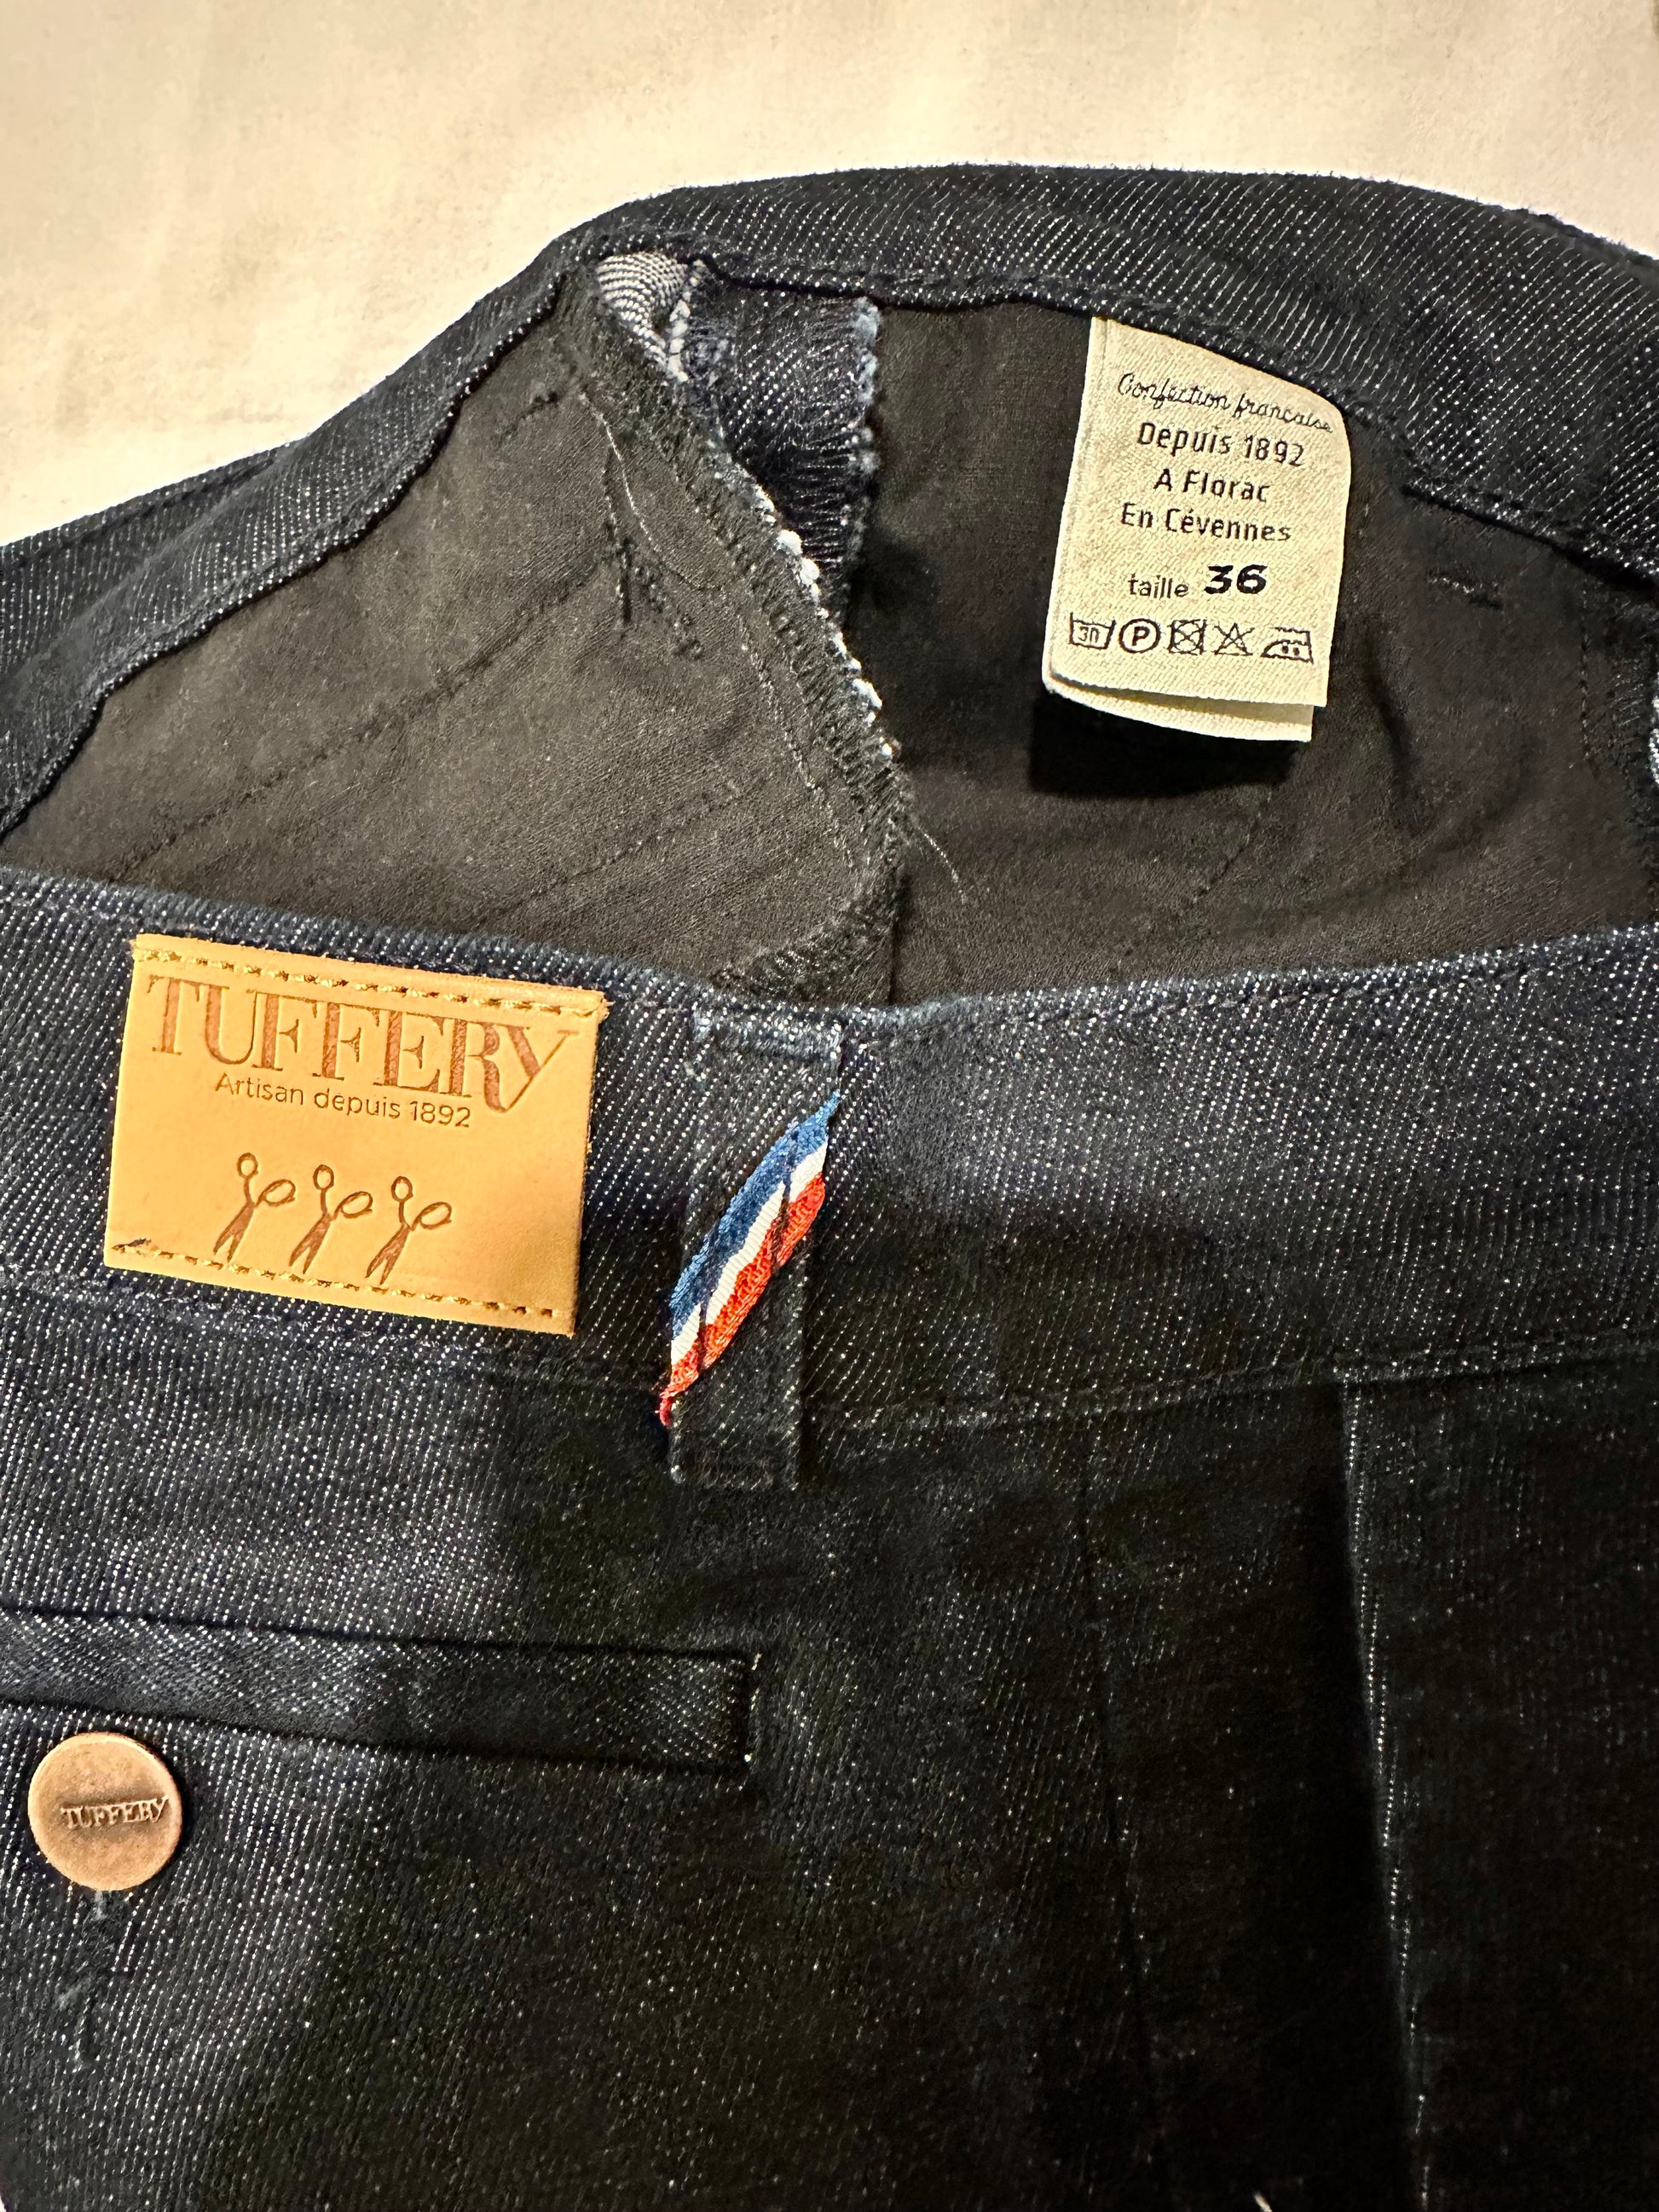 Confection française
Depuis 1892
A Florac
En Cévennes
taille 36
30 P
TUFFERY
Artisan depuis 1892
TUFFERY